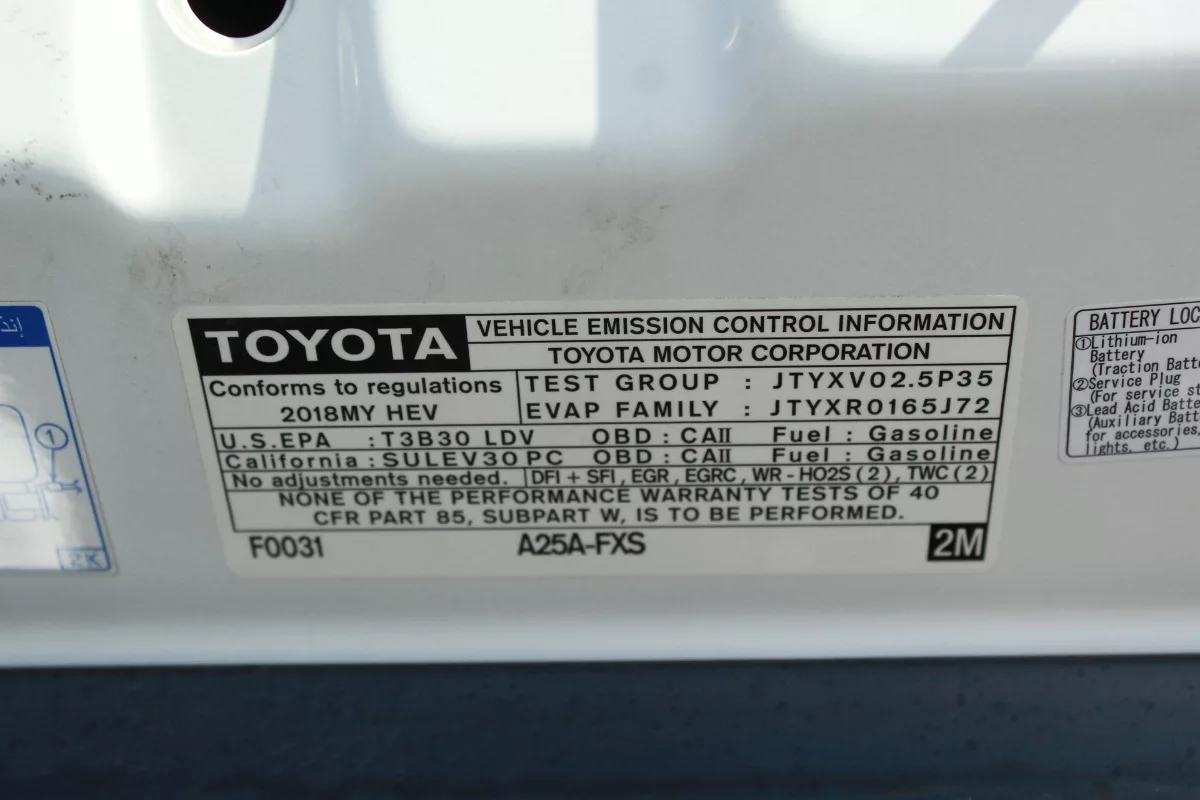 إنذ
①
2K
TOYOTA
VEHICLE EMISSION CONTROL INFORMATION
TOYOTA MOTOR CORPORATION
Conforms to regulations
2018MY HEV
TEST GROUP : JTYXV02.5P35
EVAP FAMILY : JTYXR0165J72
U.S.EPA : T3B30 LDV OBD : CAII Fuel : Gasoline
California : SULEV30 PC OBD : CAII Fuel : Gasoline
No adjustments needed. DFI + SFI, EGR, EGRC, WR-HO2S (2), TWC (2)
NONE OF THE PERFORMANCE WARRANTY TESTS OF 40
CFR PART 85, SUBPART W, IS TO BE PERFORMED.
F0031 A25A-FXS 2M
BATTERY LOC
①Lithium-ion
Battery
(Traction Batte
②Service Plug
(For service st
③Lead Acid Batte
(Auxiliary Batt
for accessories,
lights, etc.)